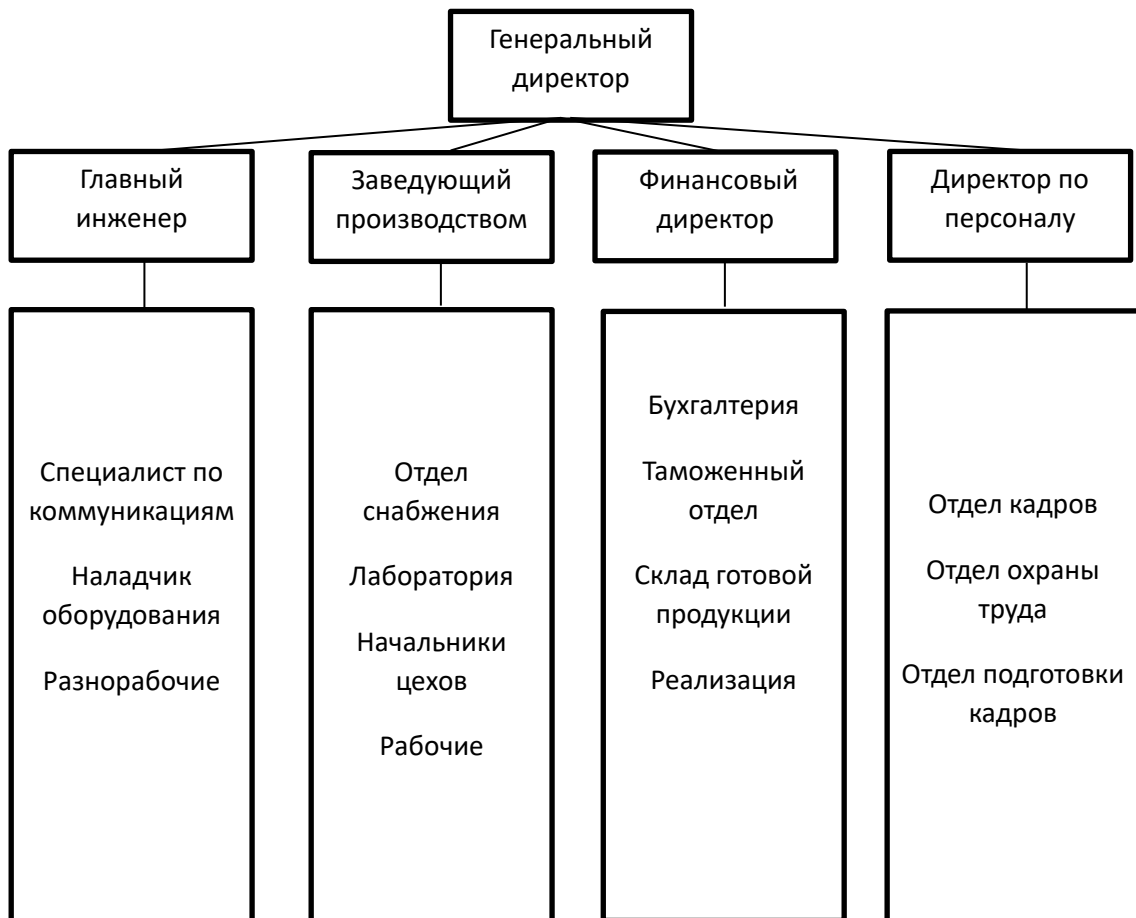 Генеральный
директор
Главный
инженер
Заведующий
производством
Финансовый
директор
Директор по
персоналу
Специалист по
коммуникациям
Наладчик
оборудования
Разнорабочие
Отдел
снабжения
Лаборатория
Начальники
цехов
Рабочие
Бухгалтерия
Таможенный
отдел
Склад готовой
продукции
Реализация
Отдел кадров
Отдел охраны
труда
Отдел подготовки
кадров